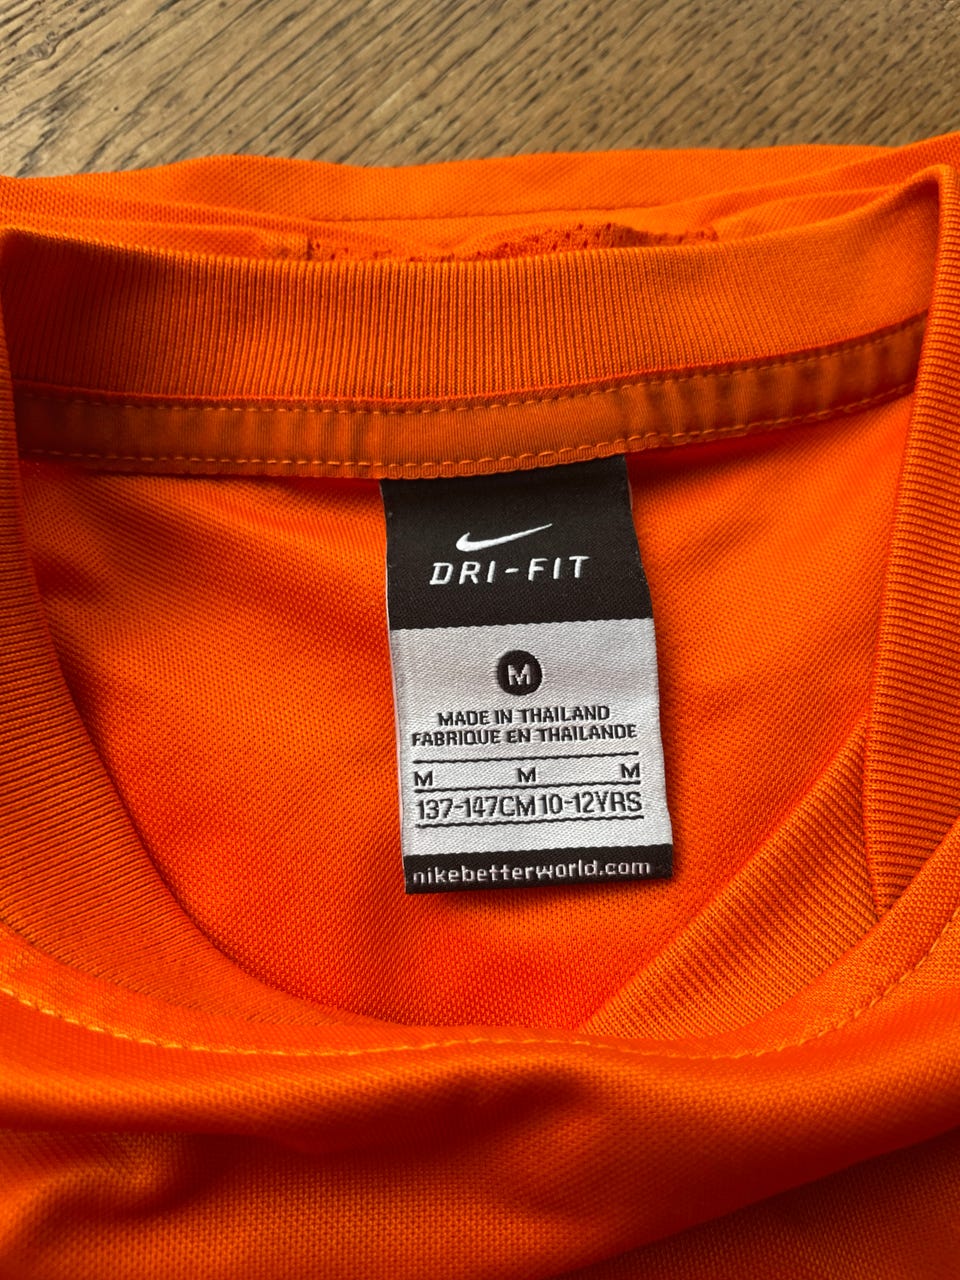 DRI-FIT
M
MADE IN THAILAND
FABRIQUE EN THAILANDE
M M M
137-147CM 10-12YRS
nikebetterworld.com